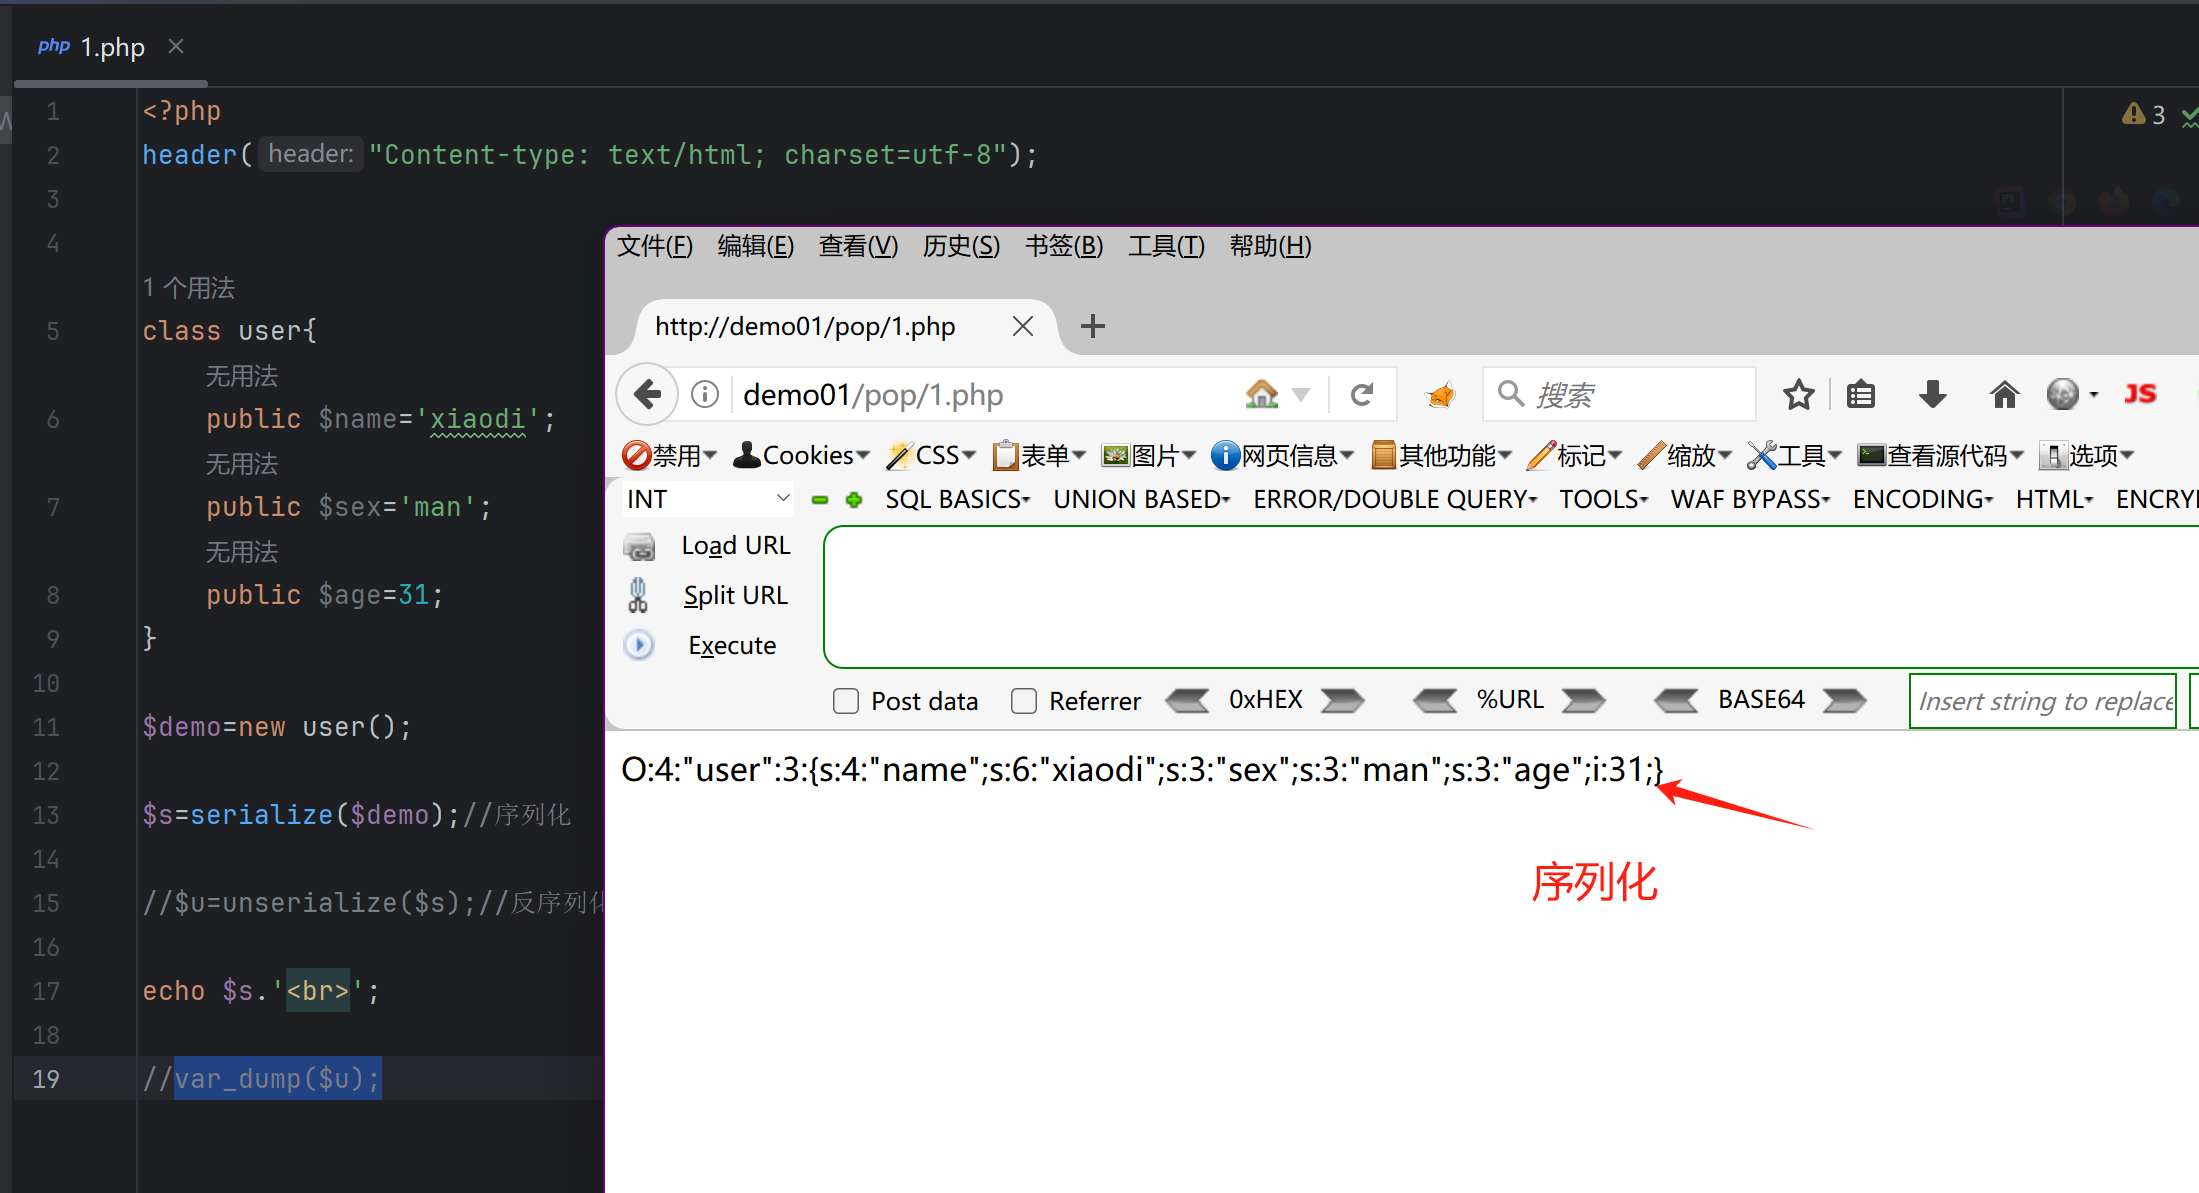 php 1.php
1 <?php
2 header( header: "Content-type: text/html; charset=utf-8");
3
4
1 个用法
5 class user{
无用法
6 public $name='xiaodi';
无用法
7 public $sex='man';
无用法
8 public $age=31;
9 }
10
11 $demo=new user();
12
13 $s=serialize($demo);//序列化
14
15 //$u=unserialize($s);//反序列化
16
17 echo $s.'<br>';
18
19 //var_dump($u);
3
文件(F) 编辑(E) 查看(V) 历史(S) 书签(B) 工具(T) 帮助(H)
http://demo01/pop/1.php
demo01/pop/1.php 搜索 JS
禁用 Cookies CSS 表单 图片 网页信息 其他功能 标记 缩放 工具 查看源代码 选项
INT SQL BASICS UNION BASED ERROR/DOUBLE QUERY TOOLS WAF BYPASS ENCODING HTML ENCRY
Load URL
Split URL
Execute
Post data Referrer 0xHEX %URL BASE64 Insert string to replace
O:4:"user":3:{s:4:"name";s:6:"xiaodi";s:3:"sex";s:3:"man";s:3:"age";i:31;}
序列化